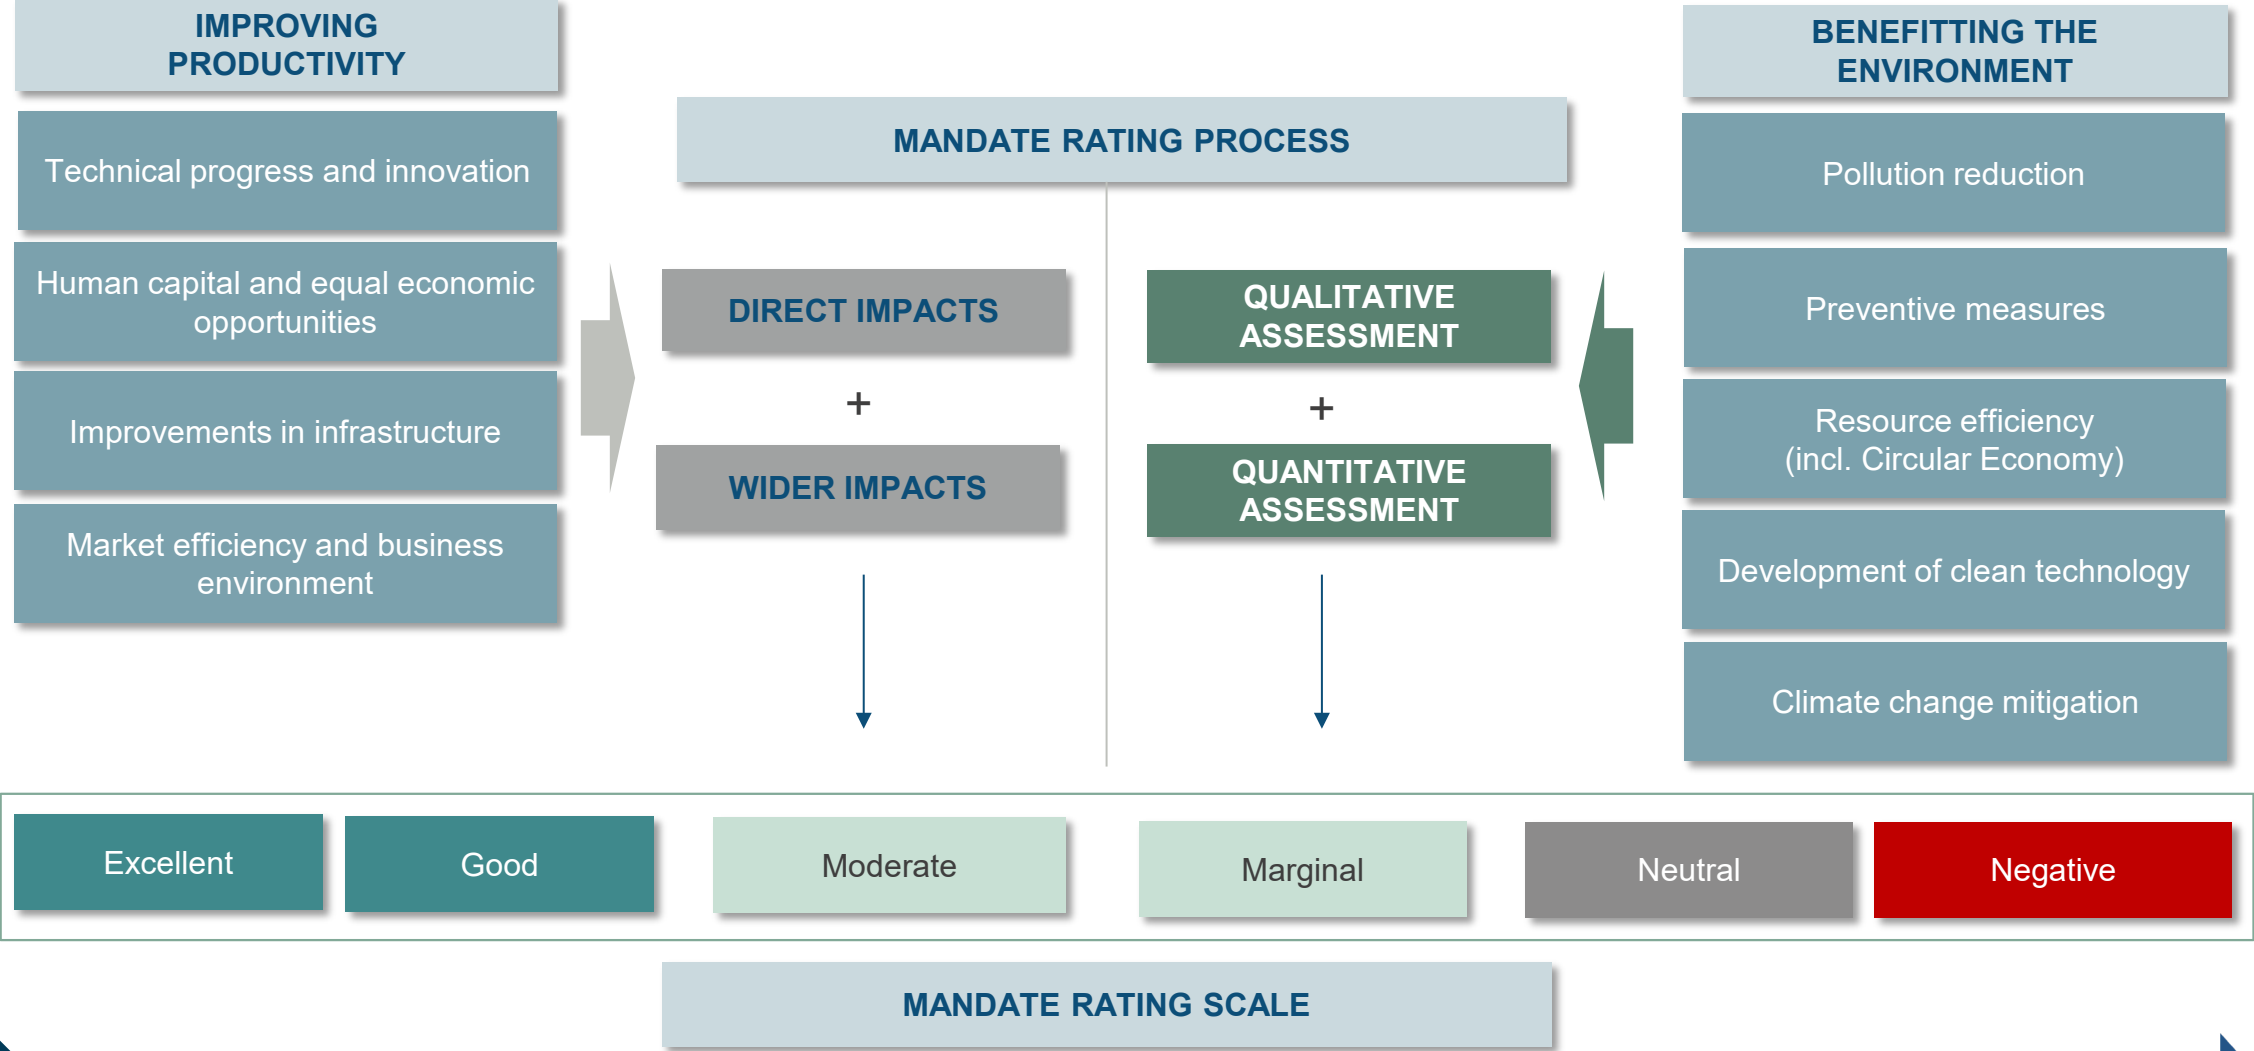 IMPROVING
PRODUCTIVITY
Technical progress and innovation
Human capital and equal economic
opportunities
Improvements in infrastructure
Market efficiency and business
environment
MANDATE RATING PROCESS
DIRECT IMPACTS
+
WIDER IMPACTS
QUALITATIVE
ASSESSMENT
+
QUANTITATIVE
ASSESSMENT
BENEFITTING THE
ENVIRONMENT
Pollution reduction
Preventive measures
Resource efficiency
(incl. Circular Economy)
Development of clean technology
Climate change mitigation
Excellent
Good
Moderate
Marginal
Neutral
Negative
MANDATE RATING SCALE